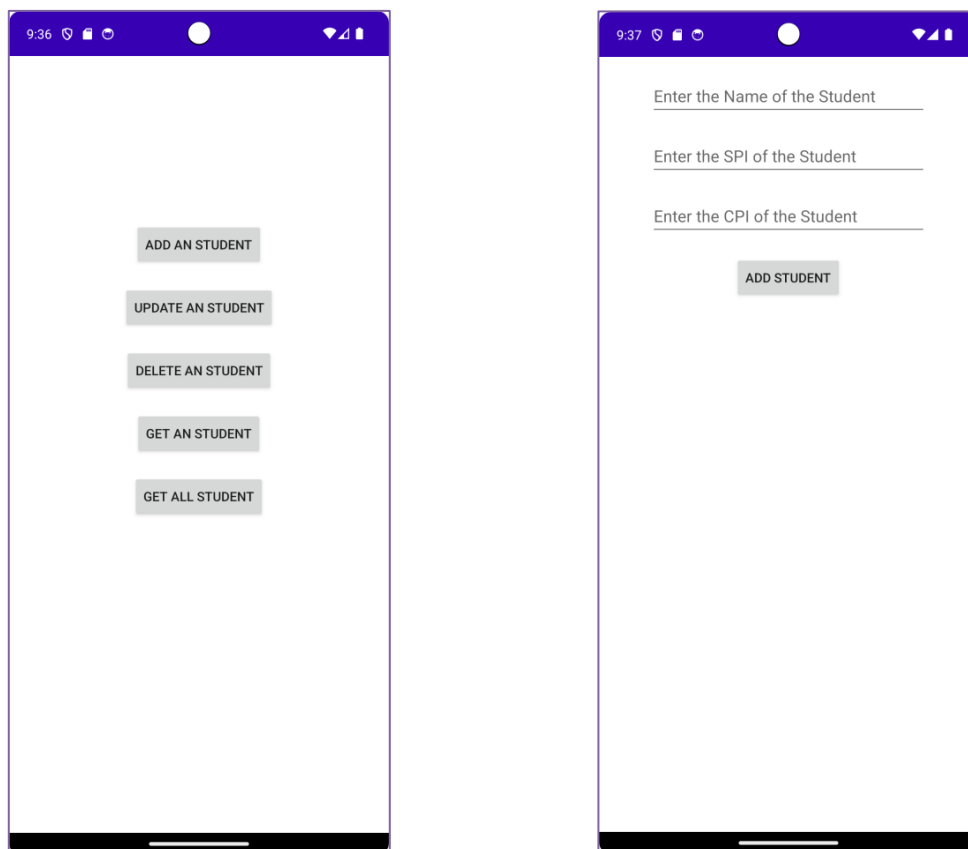 9:36
ADD AN STUDENT
UPDATE AN STUDENT
DELETE AN STUDENT
GET AN STUDENT
GET ALL STUDENT
9:37
Enter the Name of the Student
Enter the SPI of the Student
Enter the CPI of the Student
ADD STUDENT